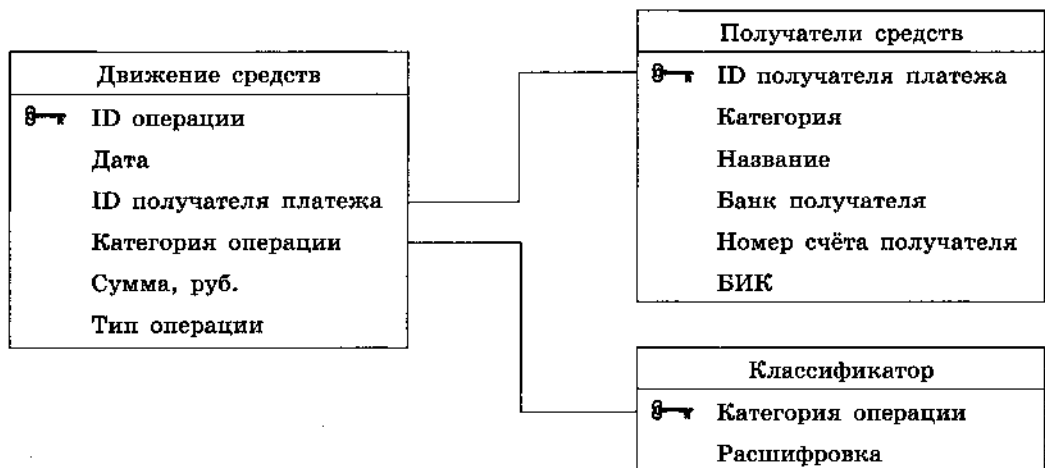 Движение средств
ID операции
Дата
ID получателя платежа
Категория операции
Сумма, руб.
Тип операции
Получатели средств
ID получателя платежа
Категория
Название
Банк получателя
Номер счёта получателя
БИК
Классификатор
Категория операции
Расшифровка